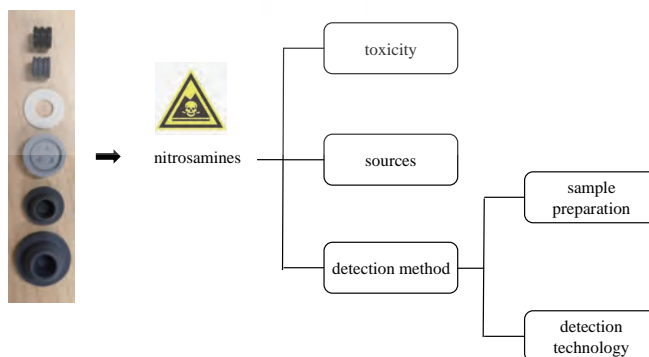 toxicity
nitrosamines
sources
sample
preparation
detection method
detection
technology